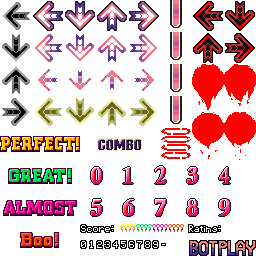 PERFECT! COMBO
GREAT! 0 1 2 3 4
ALMOST 5 6 7 8 9
Score: Rating:
Boo! 0123456789-
BOTPLAY